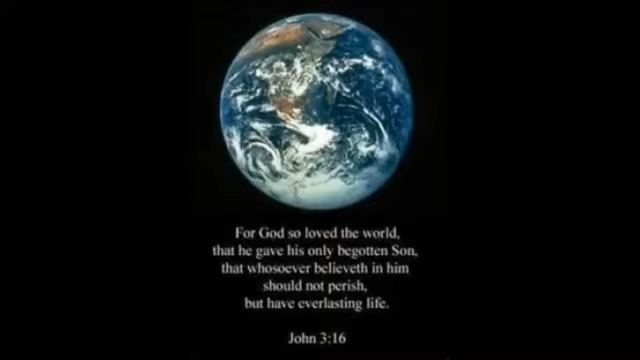 For God so loved the world,
that he gave his only begotten Son,
that whosoever believeth in him
should not perish,
but have everlasting life.
John 3:16